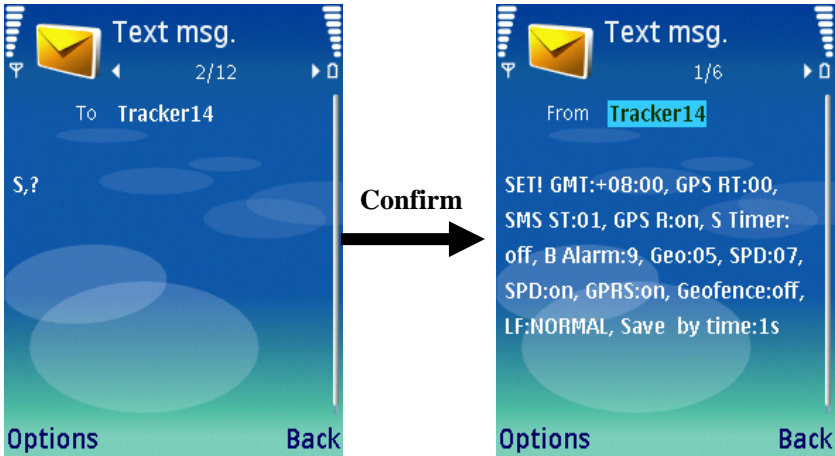 Text msg.
2/12
To Tracker14
S,?
Options Back
Confirm
Text msg.
1/6
From Tracker14
SET! GMT:+08:00, GPS RT:00,
SMS ST:01, GPS R:on, S Timer:
off, B Alarm:9, Geo:05, SPD:07,
SPD:on, GPRS:on, Geofence:off,
LF:NORMAL, Save by time:1s
Options Back